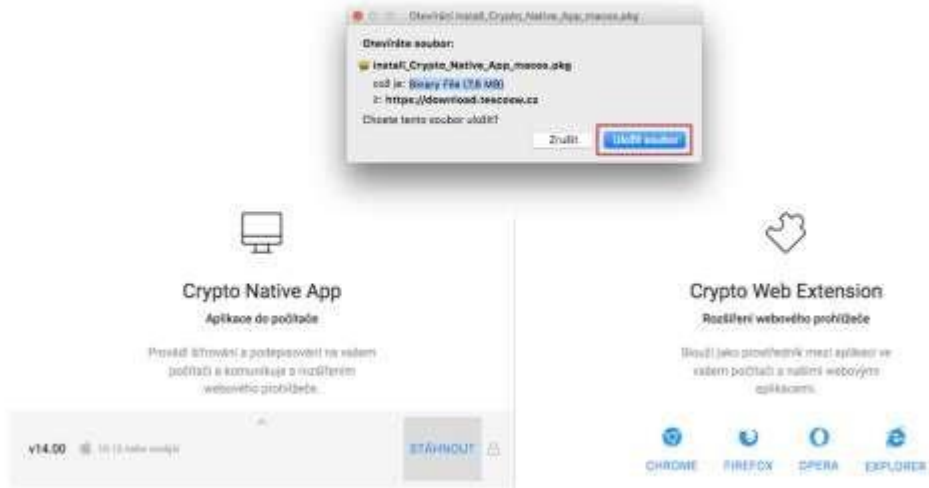 Otevírání install_Crypto_Native_App_macos.pkg
Otevíráte soubor:
install_Crypto_Native_App_macos.pkg
což je: Binary File (7,6 MB)
z: https://download.tescosw.cz
Chcete tento soubor uložit?
Zrušit
Uložit soubor
Crypto Native App
Aplikace do počítače
Provádí šifrování a podepisování na vašem
počítači a komunikuje s rozšířením
webového prohlížeče.
v14.00
STÁHNOUT
Crypto Web Extension
Rozšíření webového prohlížeče
Slouží jako prostředník mezi aplikací ve
vašem počítači a našimi webovými
aplikacemi.
CHROME
FIREFOX
OPERA
EXPLORER